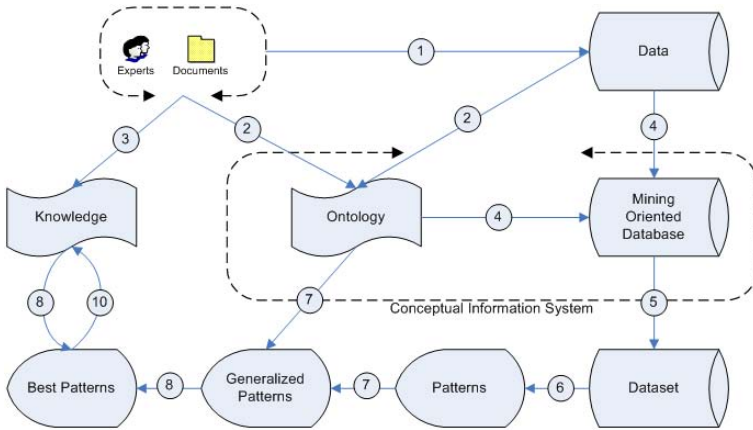 1
Experts
Documents
Data
2
2
3
4
Knowledge
Ontology
4
Mining
Oriented
Database
8
10
7
5
Conceptual Information System
Best Patterns
8
Generalized
Patterns
7
Patterns
6
Dataset